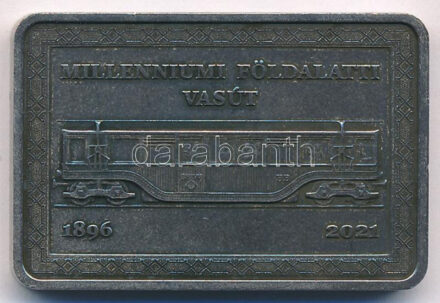 MILLENNIUMI FÖLDALATTI
VASÚT
darabanth
1896 2021